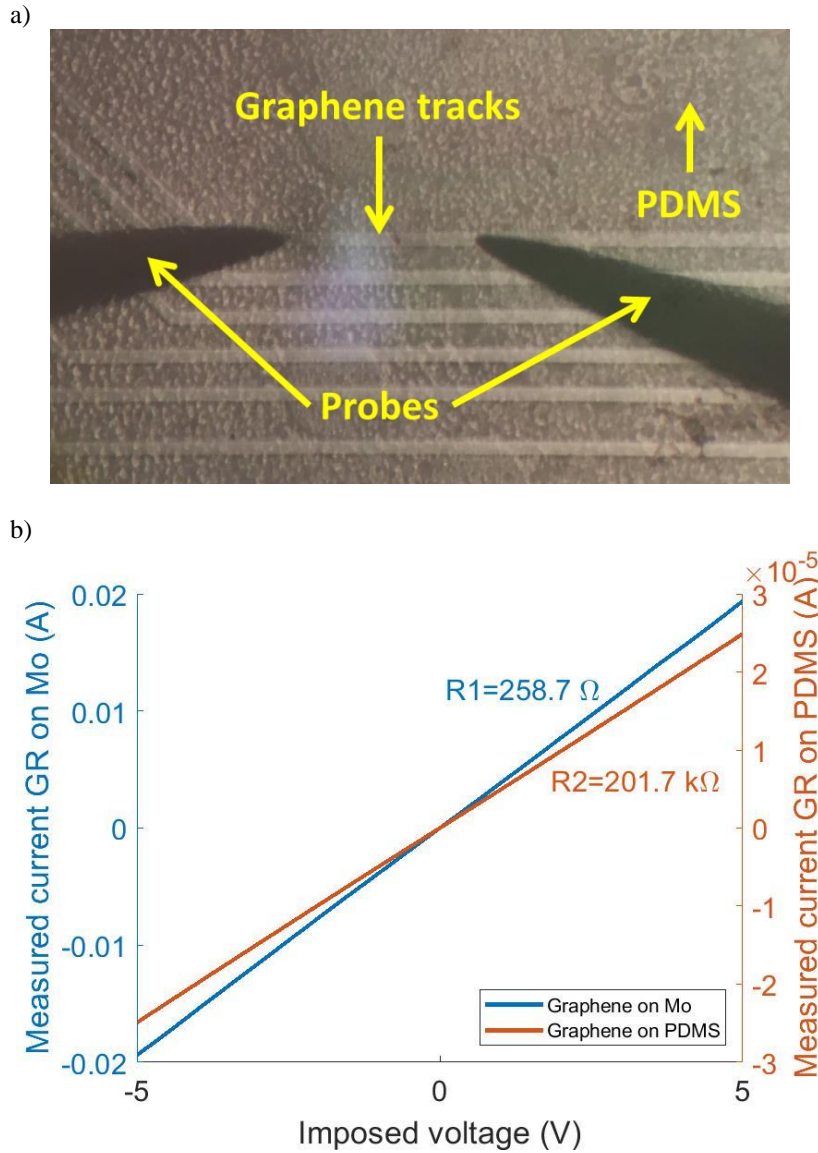 a)
Graphene tracks
PDMS
Probes
b)
×10⁻⁵
0.02
0.01
0
-0.01
-0.02
Measured current GR on Mo (A)
R1=258.7 Ω
R2=201.7 kΩ
3
2
1
0
-1
-2
-3
Measured current GR on PDMS (A)
Graphene on Mo
Graphene on PDMS
-5
0
5
Imposed voltage (V)